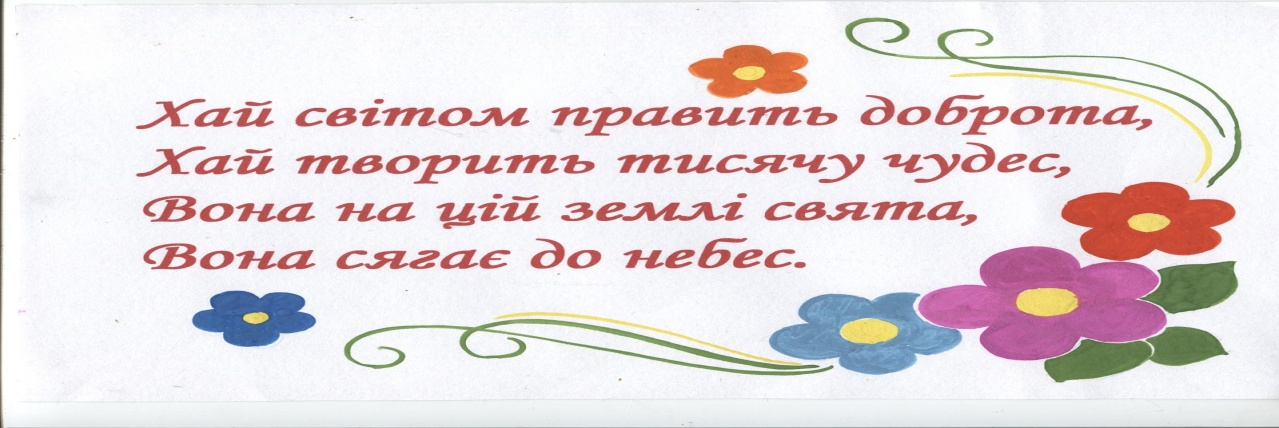 Хай світом править доброта,
Хай творить тисячу чудес,
Вона на цій землі свята,
Вона сягає до небес.